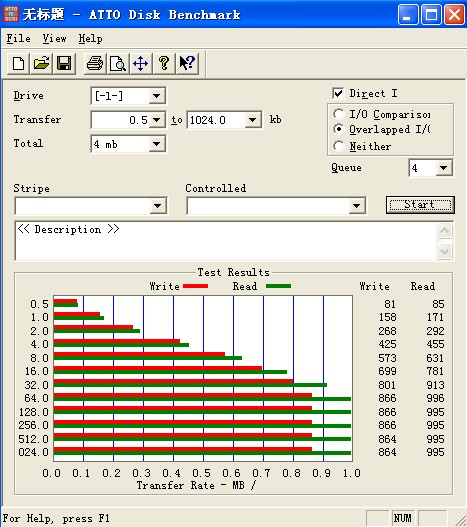 无标题 - ATTO Disk Benchmark
File View Help
Drive [-l-] Direct I
Transfer 0.5 to 1024.0 kb I/O Comparison
Overlapped I/(
Total 4 mb Neither
Queue 4
Stripe Controlled Start
<< Description >>
Test Results
Write Read Write Read
0.5 81 85
1.0 158 171
2.0 268 292
4.0 425 455
8.0 573 631
16.0 699 781
32.0 801 913
64.0 866 996
128.0 866 995
256.0 866 995
512.0 864 995
024.0 864 995
0.0 0.1 0.2 0.3 0.4 0.5 0.6 0.7 0.8 0.9 1.0
Transfer Rate - MB /
For Help, press F1 NUM